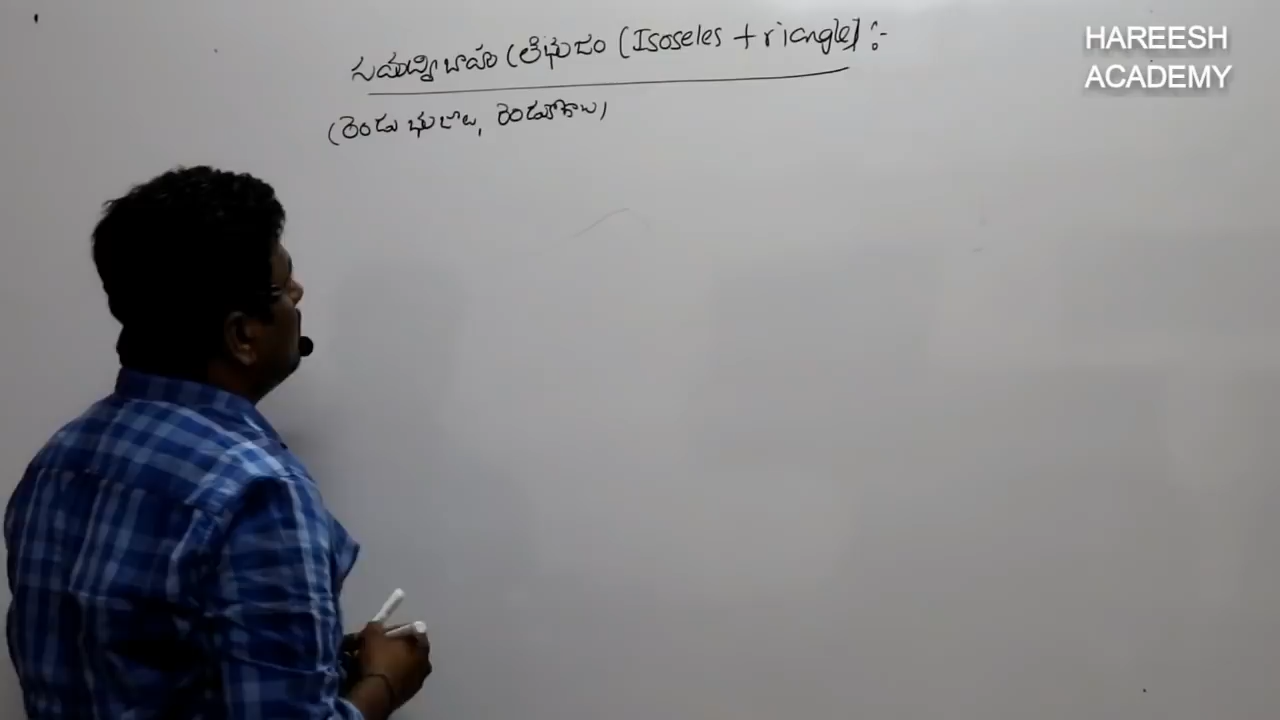 సమద్విబాహు త్రిభుజం (Isoseles triangle) :-
(రెండు భుజాలు, రెండు కోణాలు)
HAREESH
ACADEMY